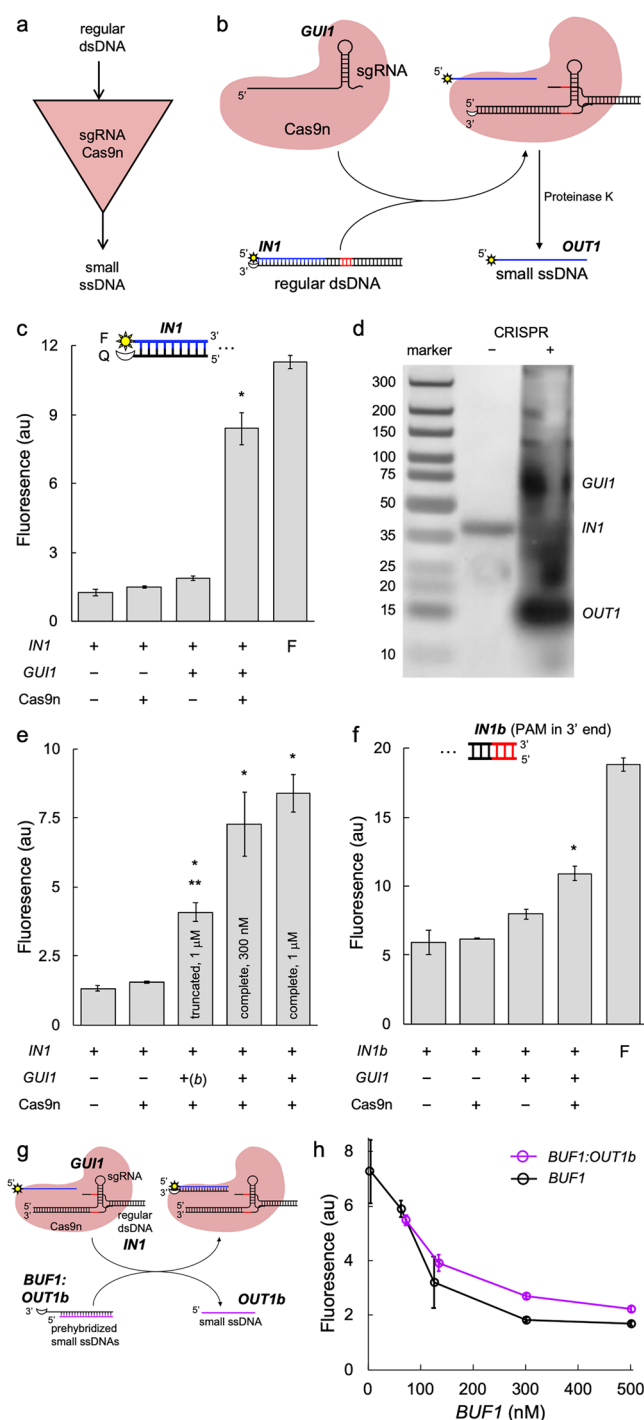 a
regular
dsDNA
sgRNA
Cas9n
small
ssDNA
b
GUI1
sgRNA
5'
Cas9n
5'
3'
Proteinase K
IN1
5'
3'
regular dsDNA
OUT1
5'
small ssDNA
c
IN1
F
Q
3'
5'
...
Fluoresence (au)
12
9
6
3
0
IN1 + + + + F
GUI1 – – + +
Cas9n – + – +
*
d
CRISPR
marker – +
300
200
150
100
75
50
35
25
20
15
10
GUI1
IN1
OUT1
e
Fluoresence (au)
10
7.5
5
2.5
0
*
**
*
*
truncated, 1 µM
complete, 300 nM
complete, 1 µM
IN1 + + + + +
GUI1 – – +(b) + +
Cas9n – + + + +
f
IN1b (PAM in 3' end)
...
3'
5'
Fluoresence (au)
20
15
10
5
0
*
IN1b + + + + F
GUI1 – – + +
Cas9n – + – +
g
GUI1
sgRNA
5'
5'
3'
Cas9n
regular
dsDNA
IN1
5'
3'
BUF1:
OUT1b
3'
5'
prehybridized
small ssDNAs
OUT1b
5'
small ssDNA
h
BUF1:OUT1b
BUF1
Fluoresence (au)
8
6
4
2
0
0 100 200 300 400 500
BUF1 (nM)